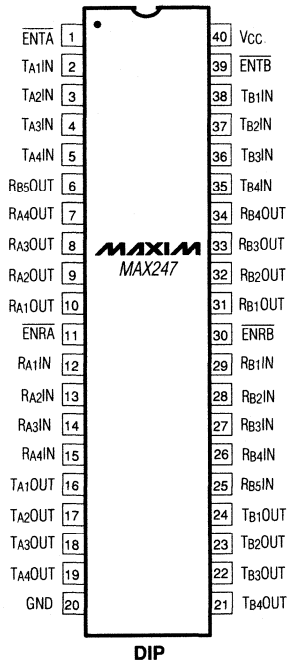 ENTA 1 40 VCC
TA1IN 2 39 ENTB
TA2IN 3 38 TB1IN
TA3IN 4 37 TB2IN
TA4IN 5 36 TB3IN
RB5OUT 6 35 TB4IN
RA4OUT 7 34 RB4OUT
RA3OUT 8 MAXIM 33 RB3OUT
RA2OUT 9 MAX247 32 RB2OUT
RA1OUT 10 31 RB1OUT
ENRA 11 30 ENRB
RA1IN 12 29 RB1IN
RA2IN 13 28 RB2IN
RA3IN 14 27 RB3IN
RA4IN 15 26 RB4IN
TA1OUT 16 25 RB5IN
TA2OUT 17 24 TB1OUT
TA3OUT 18 23 TB2OUT
TA4OUT 19 22 TB3OUT
GND 20 21 TB4OUT
DIP